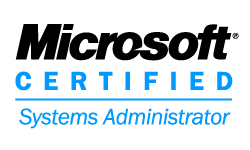 Microsoft®
CERTIFIED
Systems Administrator